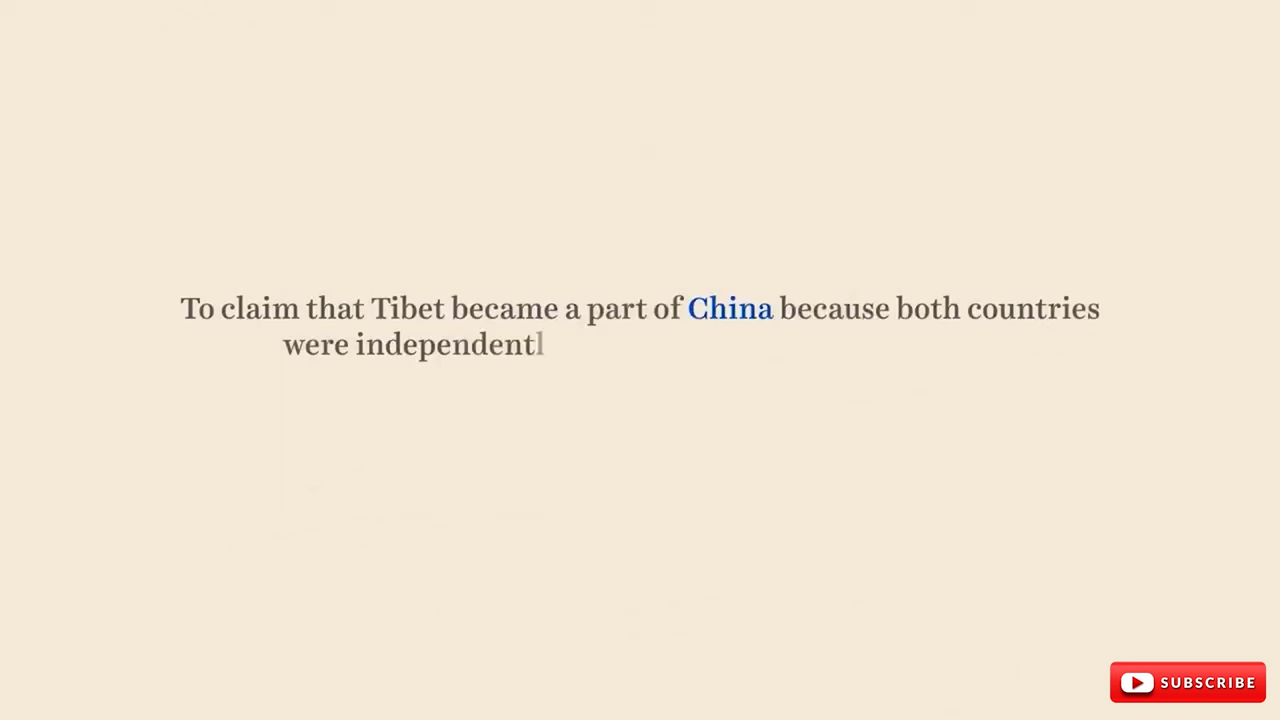 To claim that Tibet became a part of China because both countries
were independentl
SUBSCRIBE